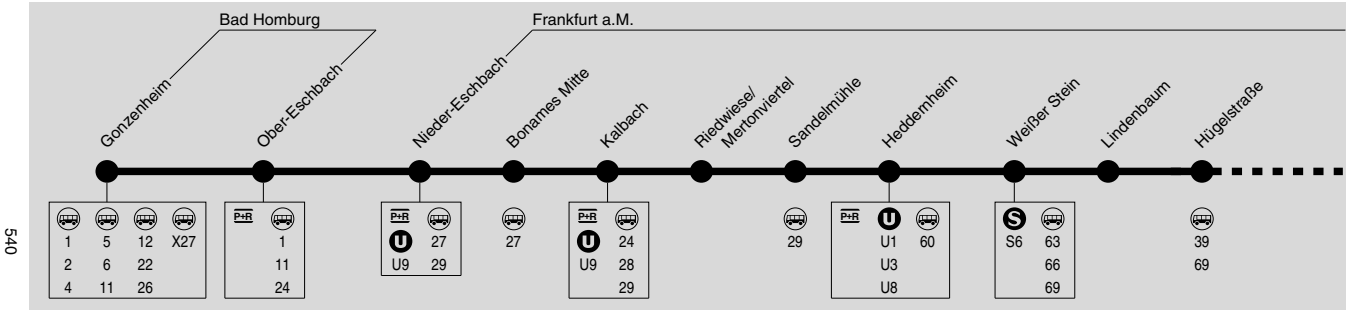 Bad Homburg
Frankfurt a.M.
Gonzenheim
Ober-Eschbach
Nieder-Eschbach
Bonames Mitte
Kalbach
Riedwiese/
Mertonviertel
Sandelmühle
Heddernheim
Weißer Stein
Lindenbaum
Hügelstraße
1 5 12 X27
2 6 22
4 11 26
P+R
1
11
24
P+R
U 27
U9 29
27
P+R
U 24
U9 28
29
29
P+R U
U1 60
U3
U8
S
S6 63
66
69
39
69
540